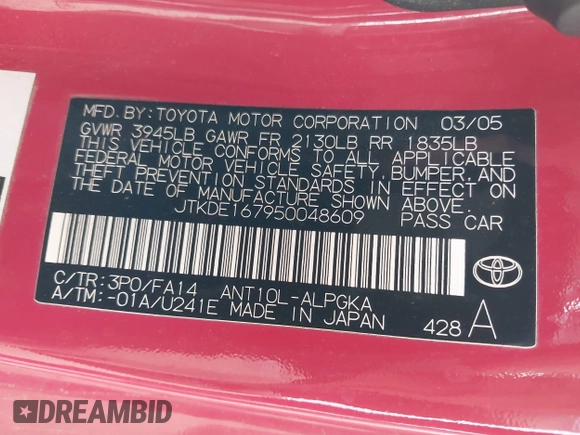 MFD.BY:TOYOTA MOTOR CORPORATION 03/05
GVWR 3945LB GAWR FR 2130LB RR 1835LB
THIS VEHICLE CONFORMS TO ALL APPLICABLE
FEDERAL MOTOR VEHICLE SAFETY,BUMPER,AND
THEFT PREVENTION STANDARDS IN EFFECT ON
THE DATE OF MANUFACTURE SHOWN ABOVE.
JTKDE167950048609 PASS CAR
C/TR:3P0/FA14 ANT10L-ALPGKA
A/TM:-01A/U241E MADE IN JAPAN
428 A
TOYOTA
DREAMBID